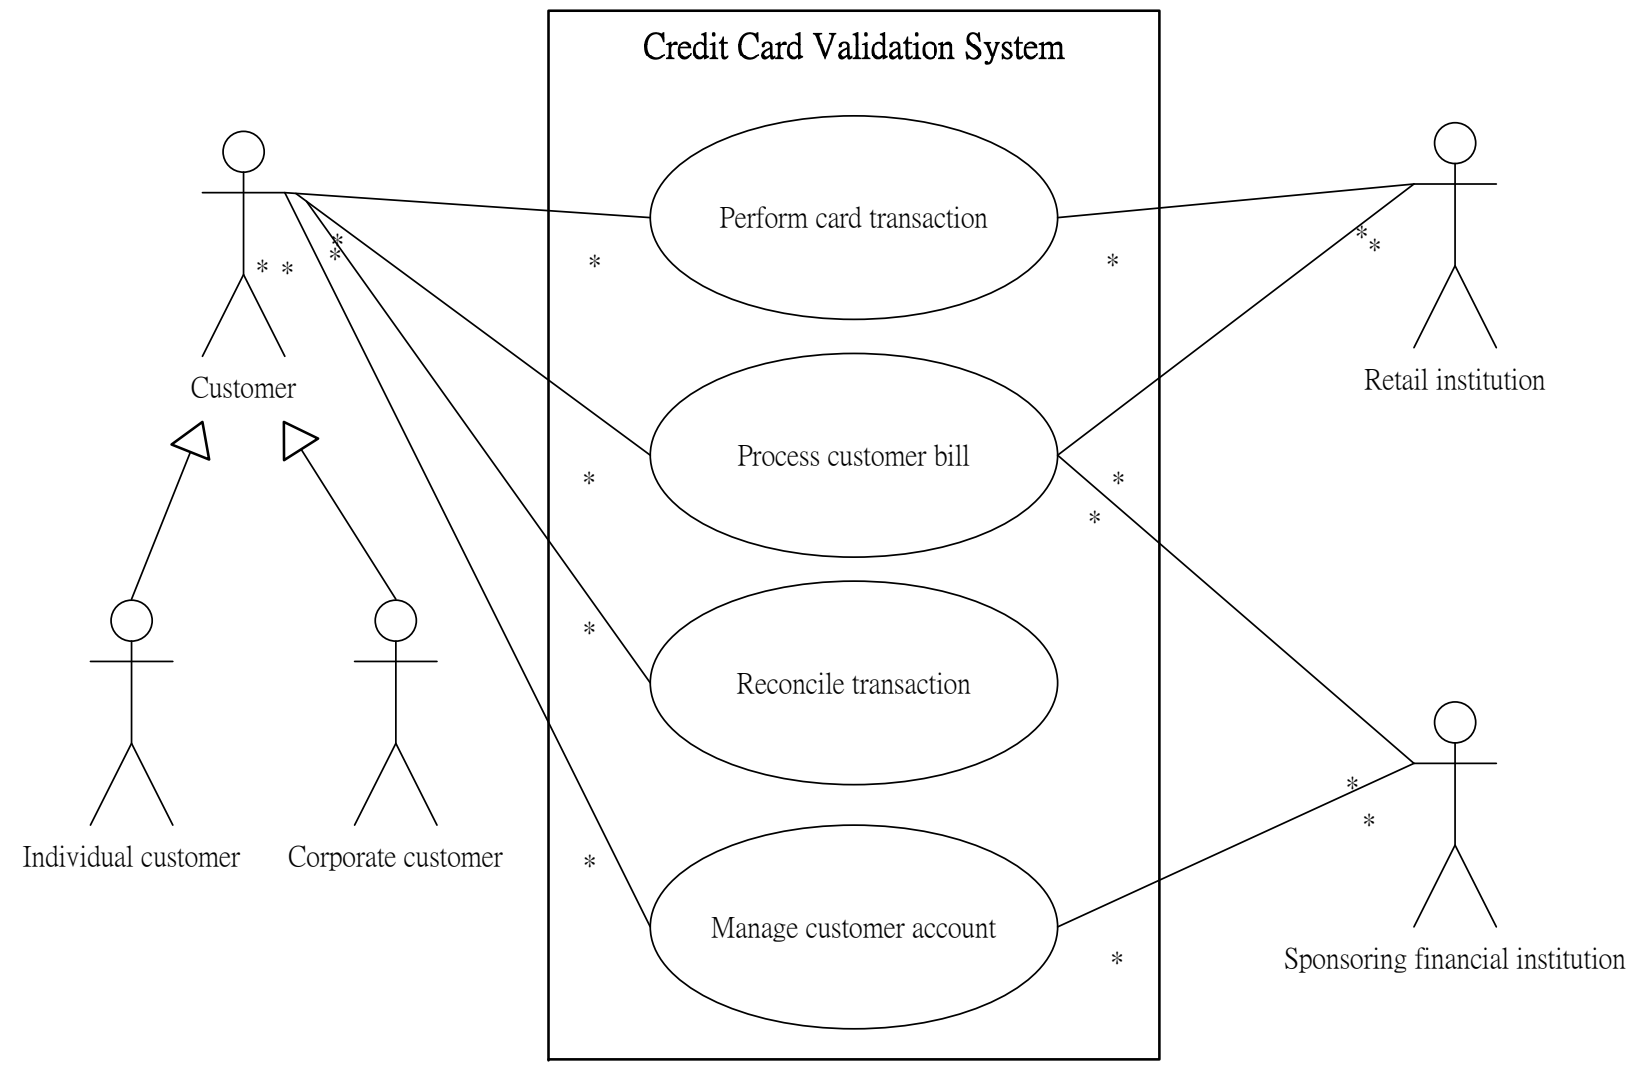 Credit Card Validation System
Perform card transaction
* * * *
* *
* *
* *
Customer
Retail institution
Process customer bill
* *
*
Individual customer
Corporate customer
*
Reconcile transaction
*
*
*
Manage customer account
*
Sponsoring financial institution